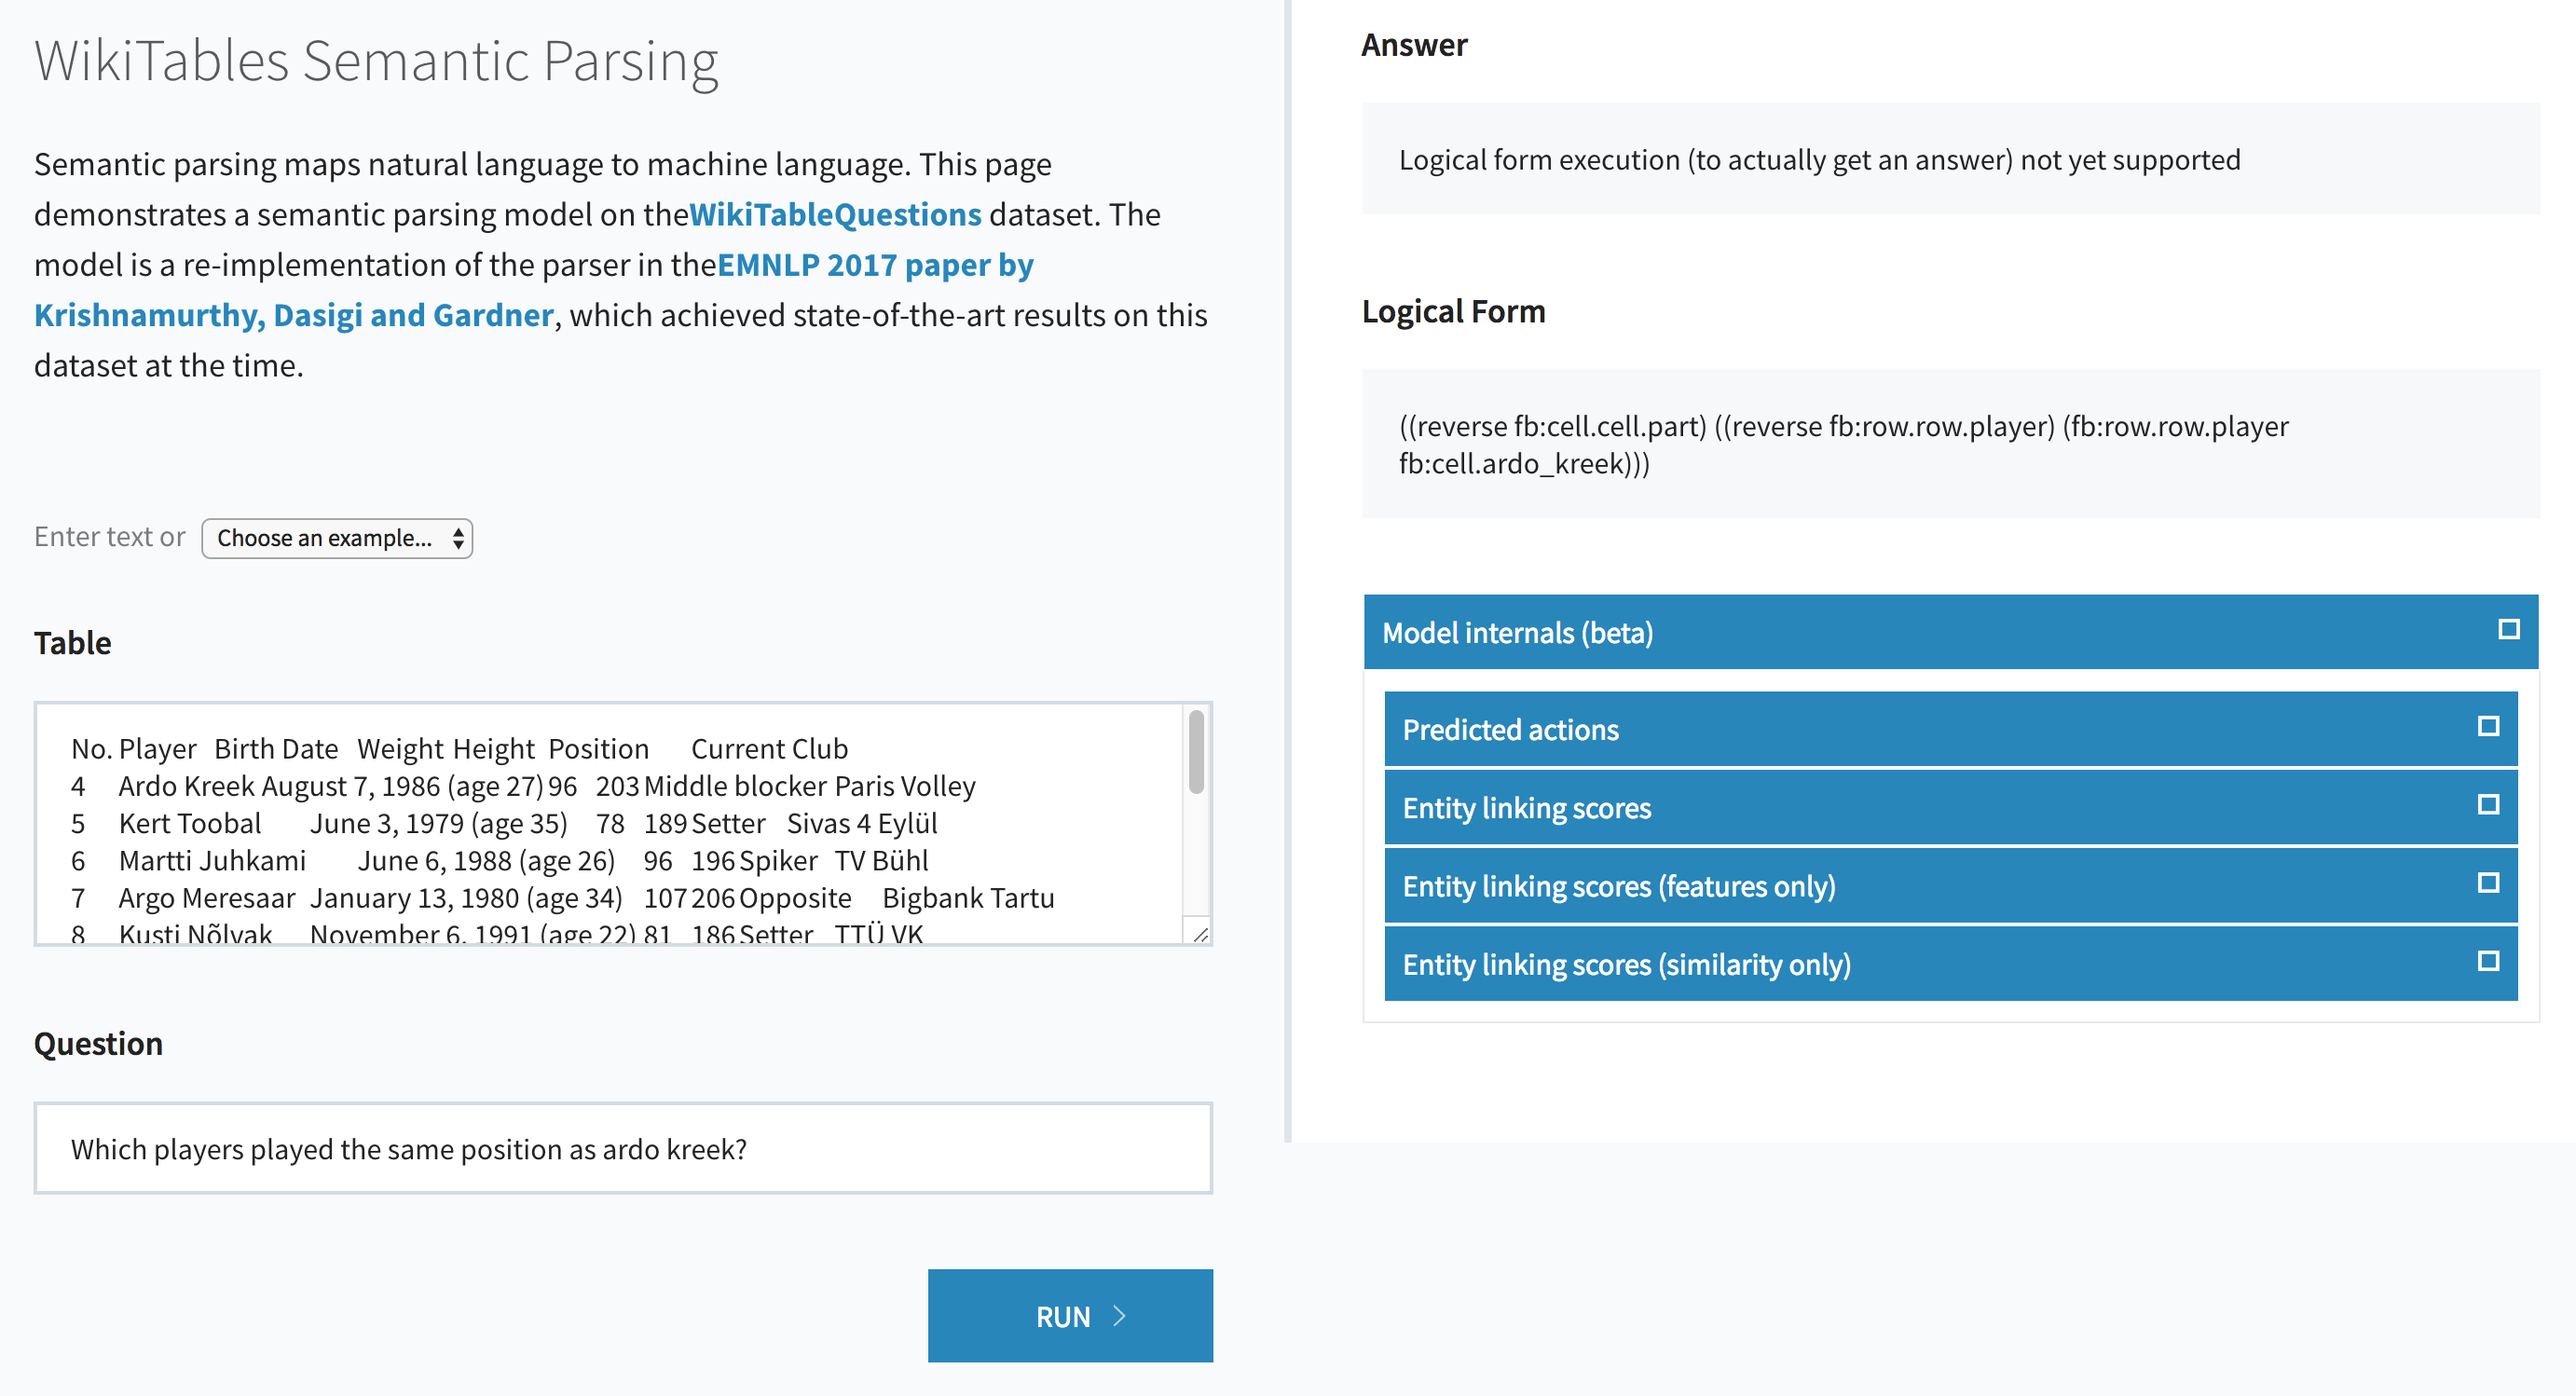 WikiTables Semantic Parsing
Semantic parsing maps natural language to machine language. This page
demonstrates a semantic parsing model on theWikiTableQuestions dataset. The
model is a re-implementation of the parser in theEMNLP 2017 paper by
Krishnamurthy, Dasigi and Gardner, which achieved state-of-the-art results on this
dataset at the time.
Enter text or Choose an example...
Table
No. Player Birth Date Weight Height Position Current Club
4 Ardo Kreek August 7, 1986 (age 27) 96 203 Middle blocker Paris Volley
5 Kert Toobal June 3, 1979 (age 35) 78 189 Setter Sivas 4 Eylül
6 Martti Juhkami June 6, 1988 (age 26) 96 196 Spiker TV Bühl
7 Argo Meresaar January 13, 1980 (age 34) 107 206 Opposite Bigbank Tartu
8 Kusti Nõlvak November 6, 1991 (age 22) 81 186 Setter TTÜ VK
Question
Which players played the same position as ardo kreek?
RUN
Answer
Logical form execution (to actually get an answer) not yet supported
Logical Form
((reverse fb:cell.cell.part) ((reverse fb:row.row.player) (fb:row.row.player
fb:cell.ardo_kreek)))
Model internals (beta)
Predicted actions
Entity linking scores
Entity linking scores (features only)
Entity linking scores (similarity only)